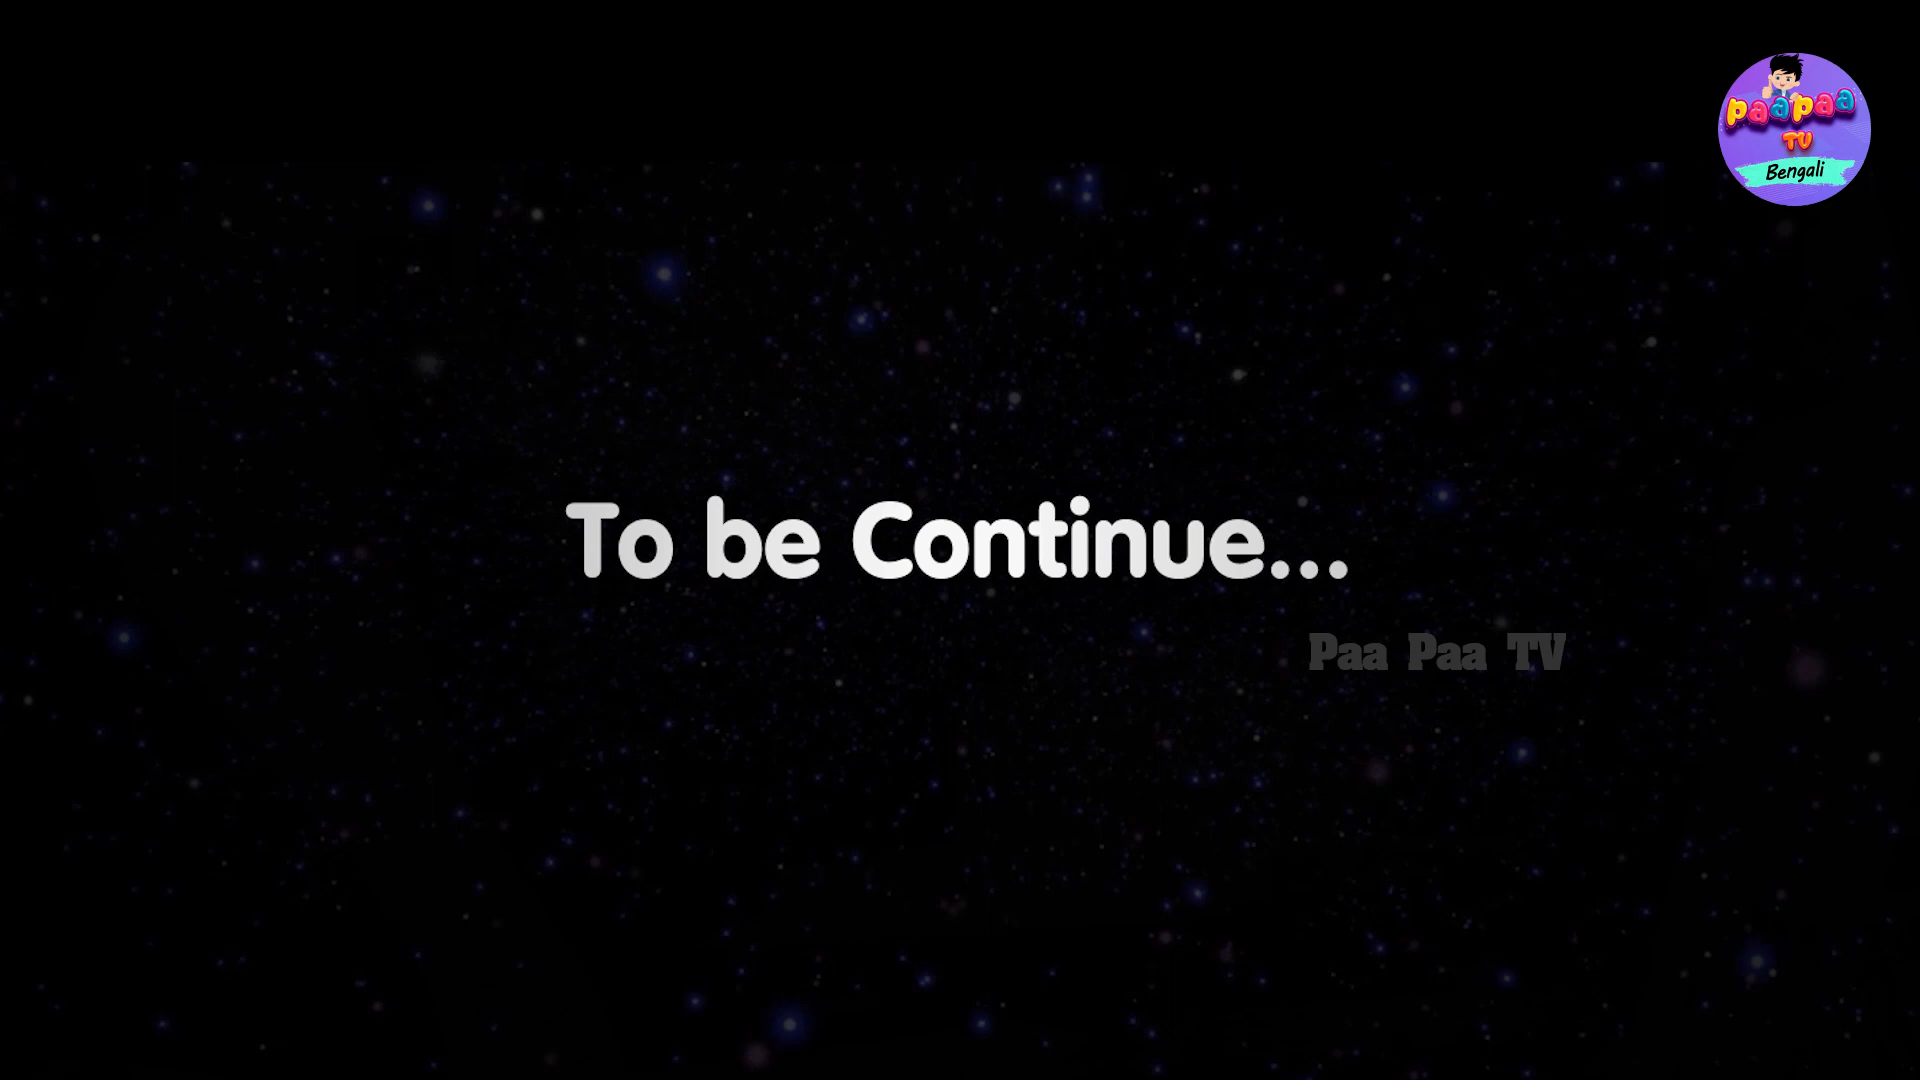 paapaa
TV
Bengali
To be Continue...
Paa Paa TV